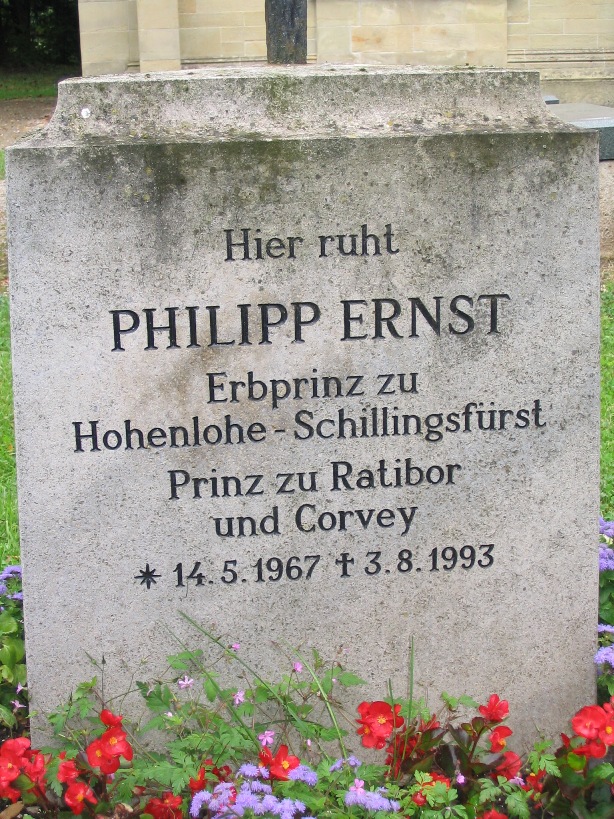 Hier ruht
PHILIPP ERNST
Erbprinz zu
Hohenlohe - Schillingsfürst
Prinz zu Ratibor
und Corvey
* 14.5.1967 † 3.8.1993